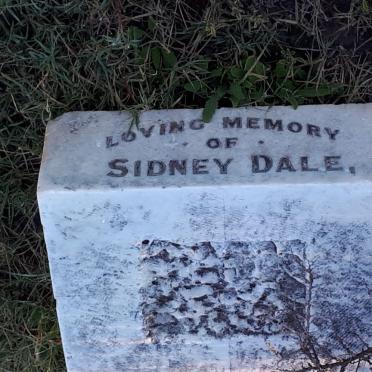 LOVING MEMORY
· OF ·
SIDNEY DALE,